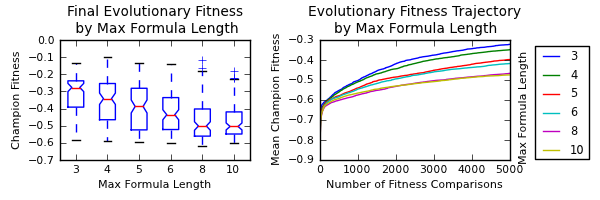 Final Evolutionary Fitness
by Max Formula Length
0.0
−0.1
−0.2
−0.3
−0.4
−0.5
−0.6
−0.7
Champion Fitness
3 4 5 6 8 10
Max Formula Length
Evolutionary Fitness Trajectory
by Max Formula Length
−0.3
−0.4
−0.5
−0.6
−0.7
−0.8
−0.9
Mean Champion Fitness
0 1000 2000 3000 4000 5000
Number of Fitness Comparisons
Max Formula Length
3
4
5
6
8
10